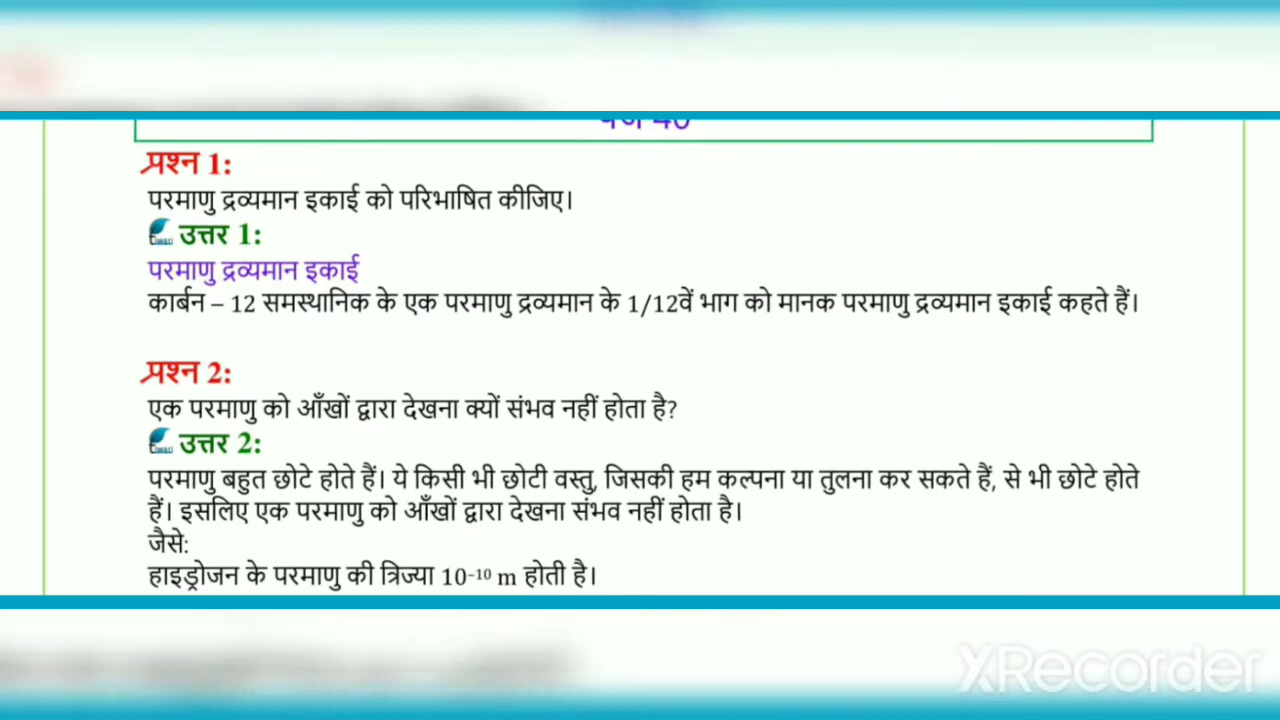 प्रश्न 1:
परमाणु द्रव्यमान इकाई को परिभाषित कीजिए।
उत्तर 1:
परमाणु द्रव्यमान इकाई
कार्बन – 12 समस्थानिक के एक परमाणु द्रव्यमान के 1/12वें भाग को मानक परमाणु द्रव्यमान इकाई कहते हैं।
प्रश्न 2:
एक परमाणु को आँखों द्वारा देखना क्यों संभव नहीं होता है?
उत्तर 2:
परमाणु बहुत छोटे होते हैं। ये किसी भी छोटी वस्तु, जिसकी हम कल्पना या तुलना कर सकते हैं, से भी छोटे होते
हैं। इसलिए एक परमाणु को आँखों द्वारा देखना संभव नहीं होता है।
जैसे:
हाइड्रोजन के परमाणु की त्रिज्या 10⁻¹⁰ m होती है।
XRecorder